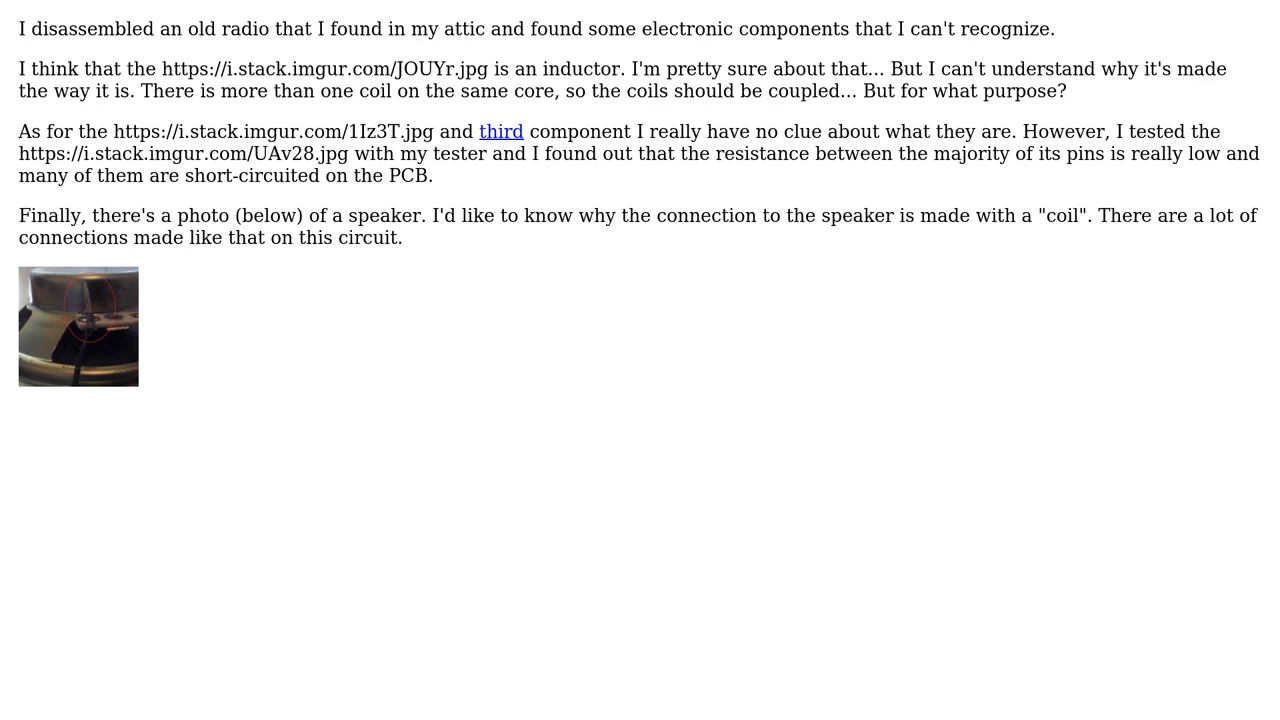 I disassembled an old radio that I found in my attic and found some electronic components that I can't recognize.
I think that the https://i.stack.imgur.com/JOUYr.jpg is an inductor. I'm pretty sure about that... But I can't understand why it's made
the way it is. There is more than one coil on the same core, so the coils should be coupled... But for what purpose?
As for the https://i.stack.imgur.com/1Iz3T.jpg and third component I really have no clue about what they are. However, I tested the
https://i.stack.imgur.com/UAv28.jpg with my tester and I found out that the resistance between the majority of its pins is really low and
many of them are short-circuited on the PCB.
Finally, there's a photo (below) of a speaker. I'd like to know why the connection to the speaker is made with a "coil". There are a lot of
connections made like that on this circuit.